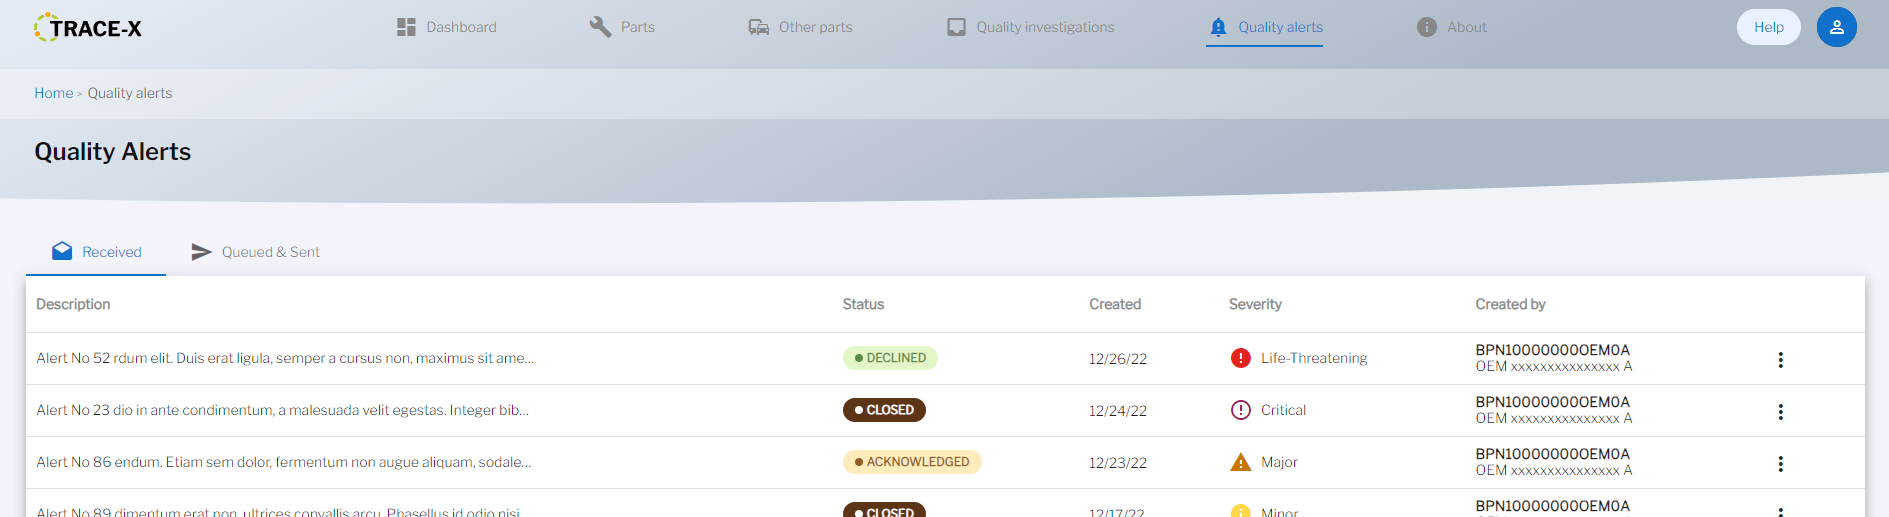 TRACE-X Dashboard Parts Other parts Quality investigations Quality alerts About Help
Home > Quality alerts
Quality Alerts
Received Queued & Sent
Description Status Created Severity Created by
Alert No 52 rdum elit. Duis erat ligula, semper a cursus non, maximus sit ame... DECLINED 12/26/22 Life-Threatening BPN10000000OEM0A
OEM xxxxxxxxxxxxxxx A
Alert No 23 dio in ante condimentum, a malesuada velit egestas. Integer bib... CLOSED 12/24/22 Critical BPN10000000OEM0A
OEM xxxxxxxxxxxxxxx A
Alert No 86 endum. Etiam sem dolor, fermentum non augue aliquam, sodale... ACKNOWLEDGED 12/23/22 Major BPN10000000OEM0A
OEM xxxxxxxxxxxxxxx A
Alert No 89 dimentum erat non, ultrices convallis arcu. Phasellus id odio nisi CLOSED 12/17/22 Minor BPN10000000OEM0A
OEM xxxxxxxxxxxxxxx A